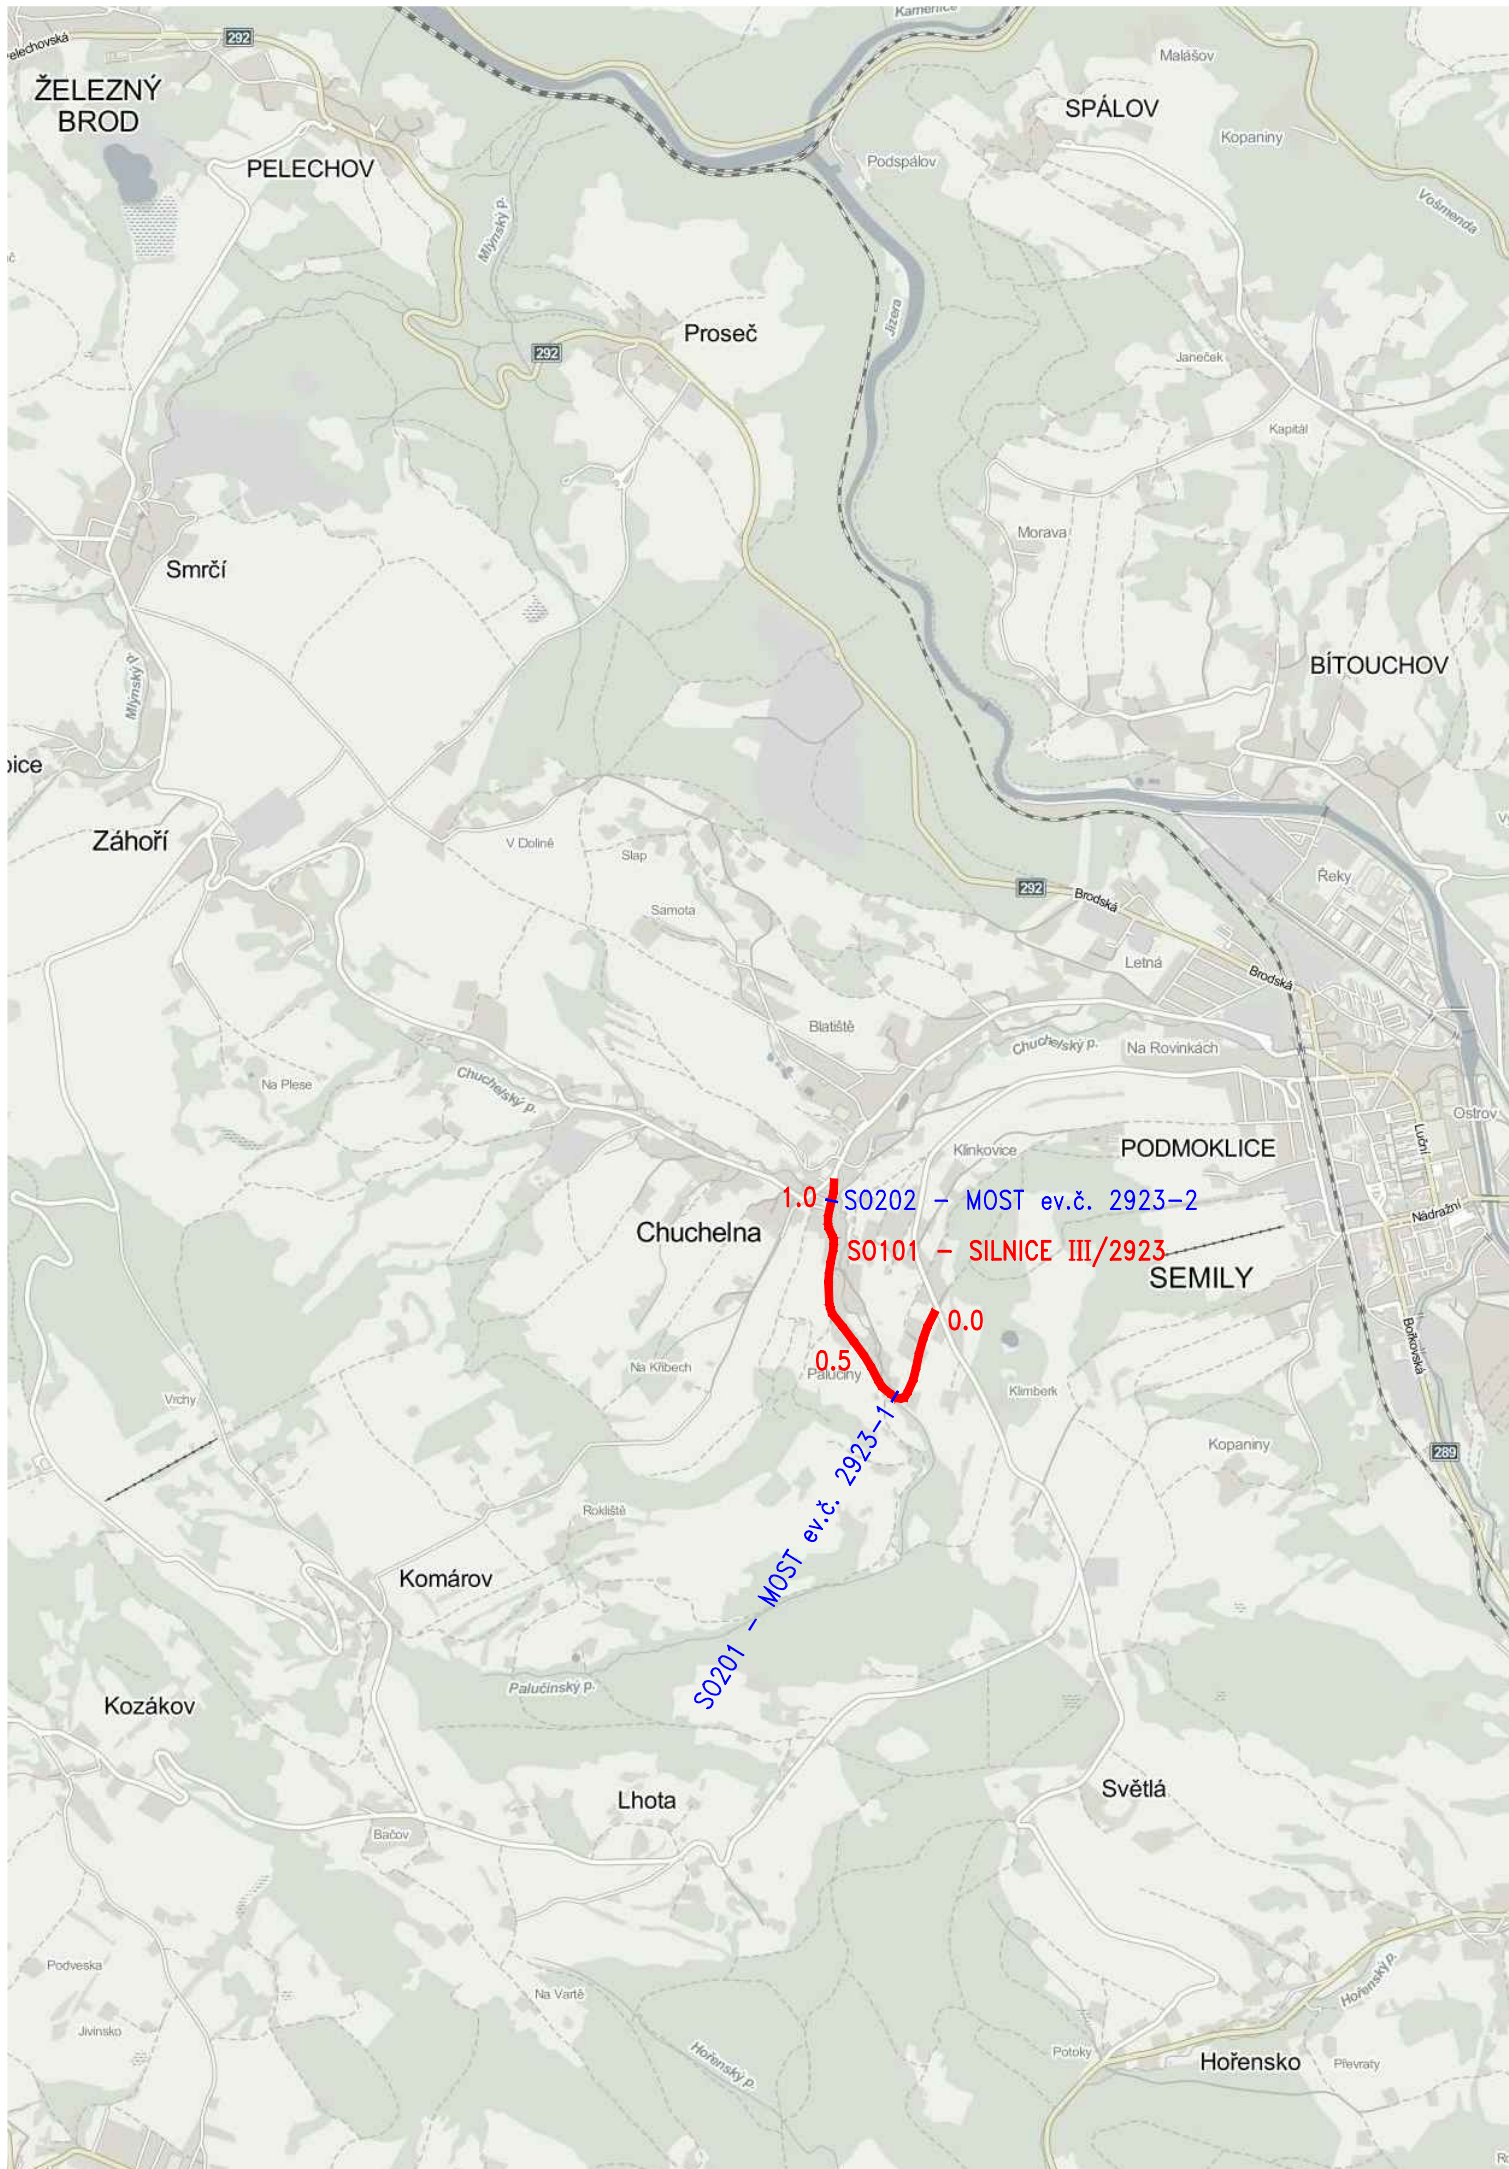 Kamenice
292
Malášov
ŽELEZNÝ
BROD
SPÁLOV
Kopaniny
PELECHOV
Podspálov
Vošmenda
Mlýnský p.
Jizera
Proseč
292
Janeček
Kapitál
Morava
Smrčí
BÍTOUCHOV
Mlýnský p.
Záhoří
V Dolině
Slap
Řeky
292
Brodská
Samota
Letná
Brodská
Blatiště
Chuchelský p.
Na Rovinkách
Chuchelský p.
Na Plese
Ostrov
Luční
Klinkovice
PODMOKLICE
1.0
SO202 - MOST ev.č. 2923-2
Nádražní
Chuchelna
SO101 - SILNICE III/2923
SEMILY
0.0
Bořkovská
0.5
Na Křibech
Palučiny
Klimberk
Vrchy
SO201 - MOST ev.č. 2923-1
Kopaniny
289
Rokliště
Komárov
Palučinský p.
Kozákov
Světlá
Lhota
Bačov
Podveska
Na Vartě
Hořenský p.
Jivinsko
Hořenský p.
Potoky
Hořensko
Převraty